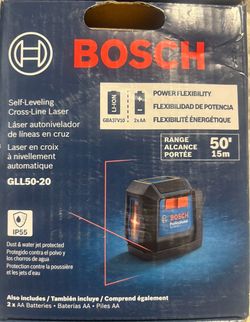 BOSCH
Self-Leveling
Cross-Line Laser
Láser autonivelador
de líneas en cruz
Laser en croix
à nivellement
automatique
GLL50-20
LI-ION
GBA37V10
2x AA
POWER FLEXIBILITY
FLEXIBILIDAD DE POTENCIA
FLEXIBILITÉ ÉNERGÉTIQUE
RANGE
ALCANCE
PORTÉE
50'
15m
IP55
Dust & water jet protected
Protegido contra el polvo y
los chorros de agua
Protection contre la poussière
et les jets d'eau
BOSCH
Professional
Also includes / También incluye / Comprend également
2 x AA Batteries - Baterías AA - Piles AA